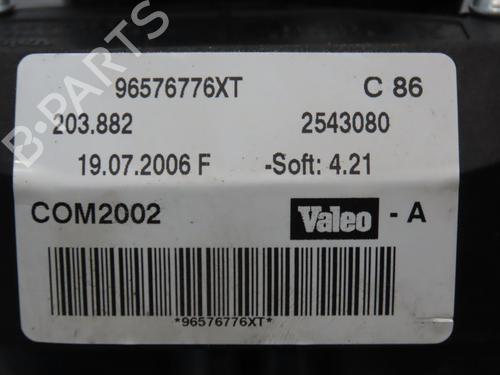 96576776XT C 86
203.882 2543080
19.07.2006 F -Soft: 4.21
COM2002 Valeo - A
*96576776XT*
B-PARTS